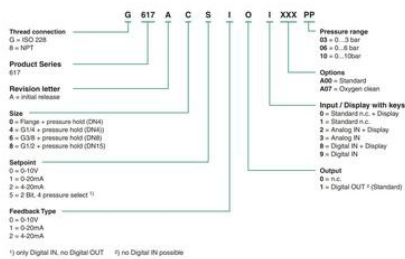 G 617 A C S I O I XXX PP
Thread connection
G = ISO 228
8 = NPT
Product Series
617
Revision letter
A = initial release
Size
0 = Flange + pressure hold (DN4)
4 = G1/4 + pressure hold (DN4))
6 = G3/8 + pressure hold (DN8)
8 = G1/2 + pressure hold (DN15)
Setpoint
0 = 0-10V
1 = 0-20mA
2 = 4-20mA
5 = 2 Bit, 4 pressure select ¹⁾
Feedback Type
0 = 0-10V
1 = 0-20mA
2 = 4-20mA
Pressure range
03 = 0...3 bar
06 = 0...6 bar
10 = 0...10bar
Options
A00 = Standard
A07 = Oxygen clean
Input / Display with keys
0 = Standard n.c. + Display
1 = Standard n.c.
2 = Analog IN + Display
3 = Analog IN
8 = Digital IN + Display
9 = Digital IN
Output
0 = n.c.
1 = Digital OUT ²⁾ (Standard)
¹⁾ only Digital IN, no Digital OUT ²⁾ no Digital IN possible